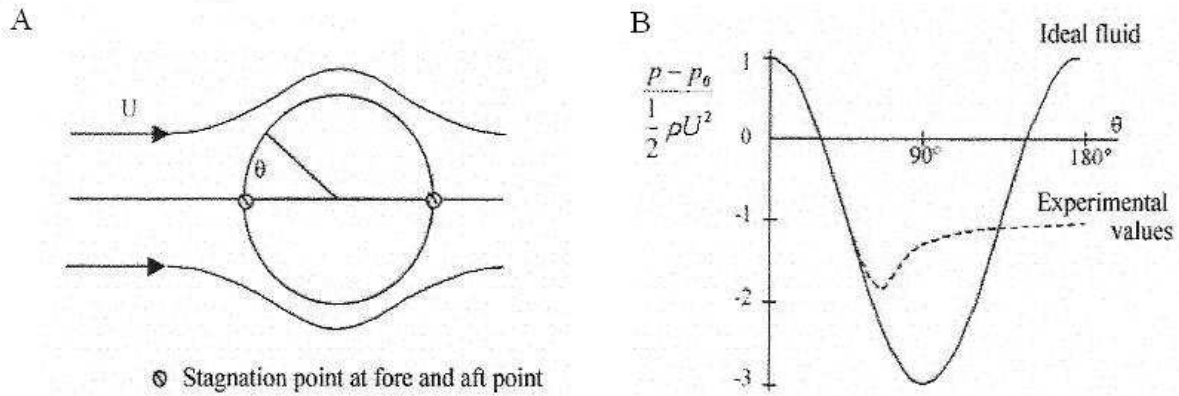 A
U
θ
Stagnation point at fore and aft point
B
Ideal fluid
p - p₀
1
2
ρU²
1
0
-1
-2
-3
90°
180°
θ
Experimental
values